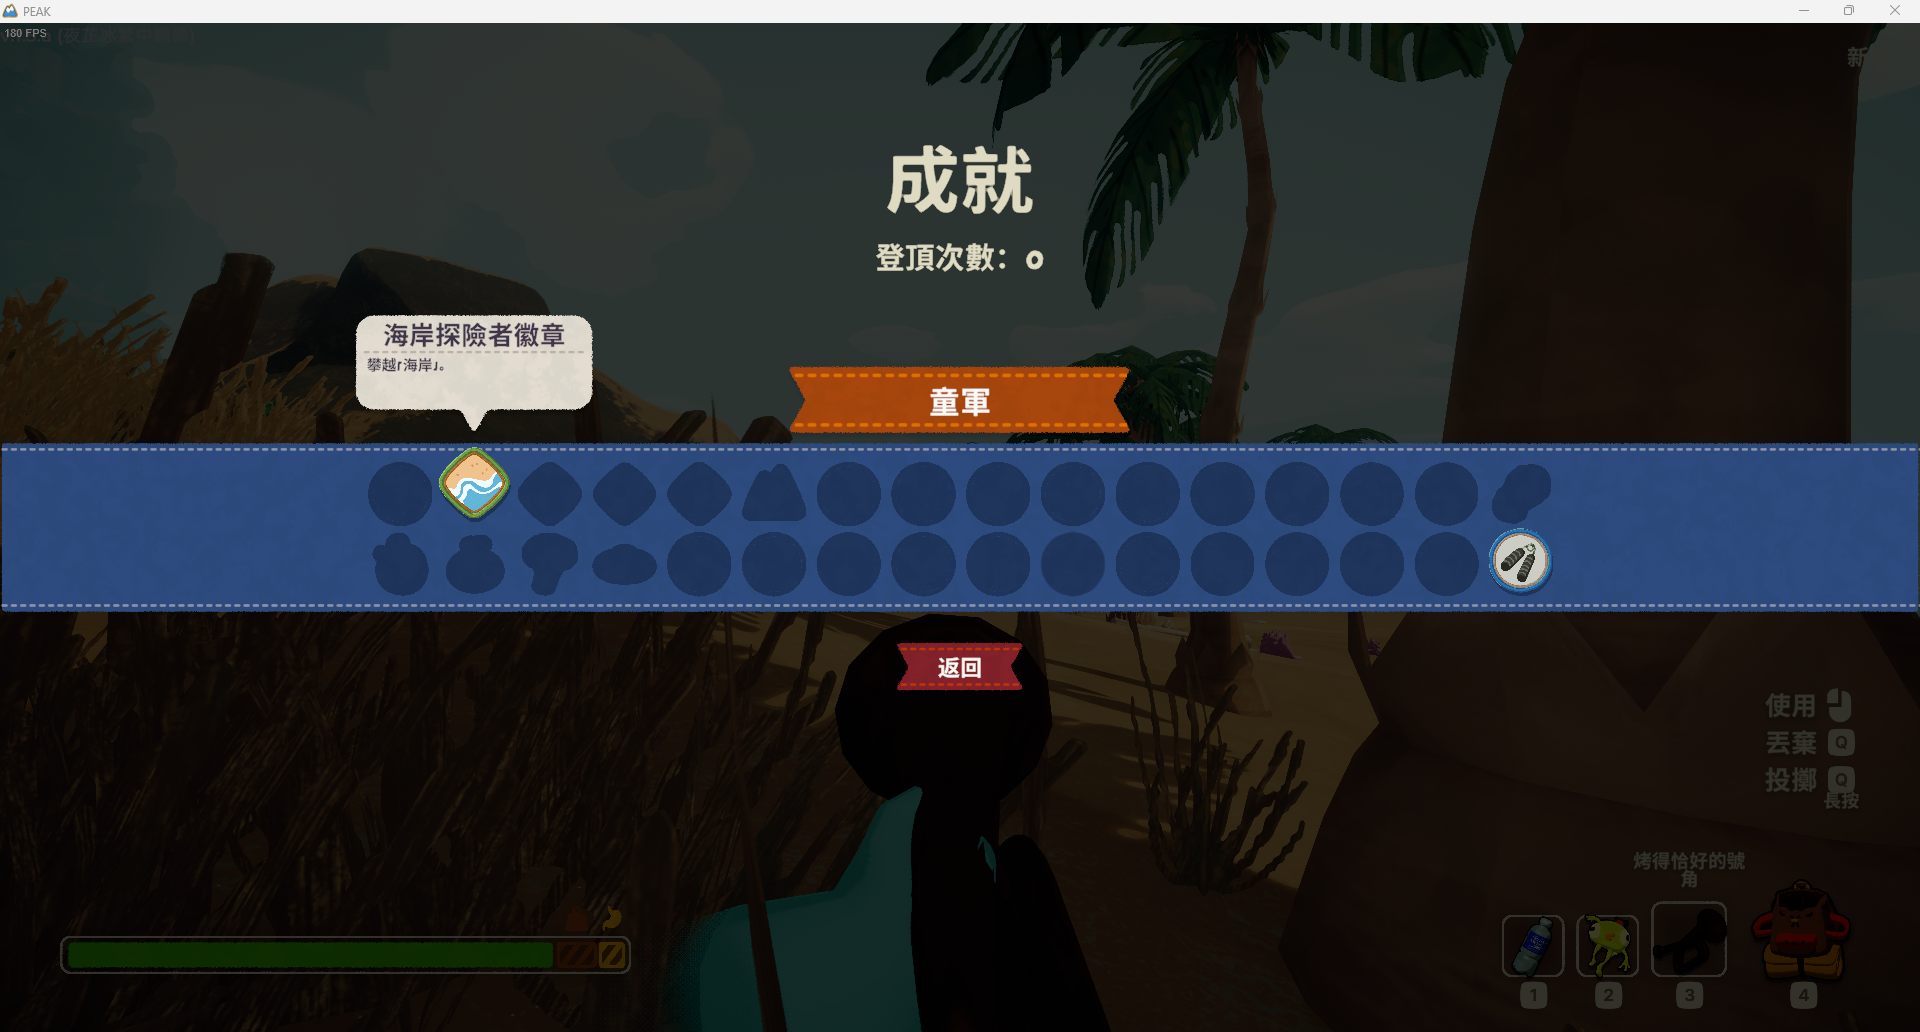 PEAK
180 FPS
新
成就
登頂次數：0
海岸探險者徽章
攀越「海岸」。
童軍
返回
使用
丟棄 Q
投擲 Q
長按
烤得恰好的號
角
1 2 3 4